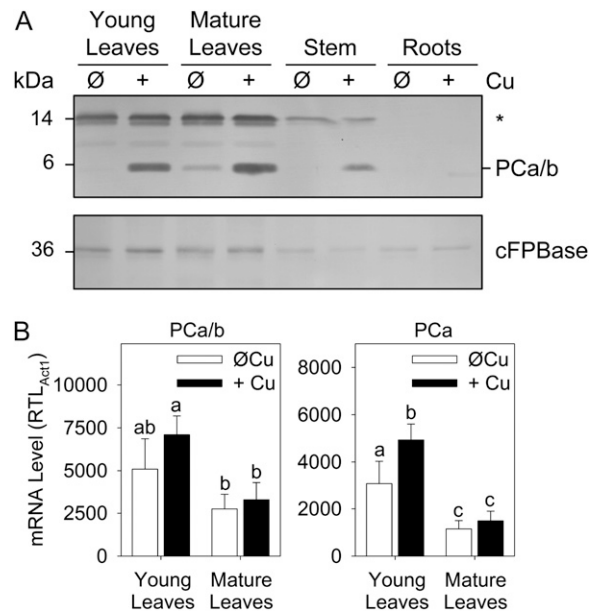 A
Young Leaves
Mature Leaves
Stem
Roots
kDa
Ø + Ø + Ø + Ø + Cu
14
*
6
PCa/b
36
cFPBase
B
PCa/b
PCa
mRNA Level (RTLAct1)
10000
7500
5000
2500
0
ØCu
+ Cu
ab
a
b
b
Young Leaves
Mature Leaves
8000
6000
4000
2000
0
ØCu
+ Cu
a
b
c
c
Young Leaves
Mature Leaves